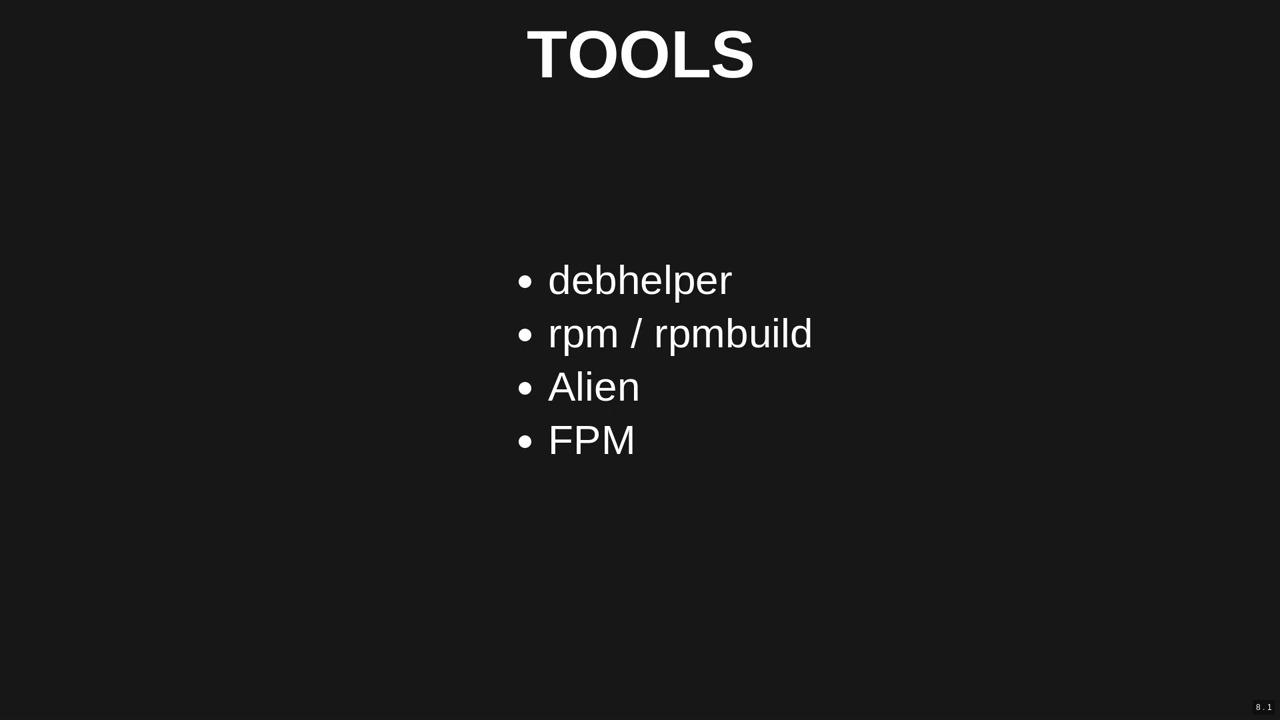 TOOLS
• debhelper
• rpm / rpmbuild
• Alien
• FPM
8.1